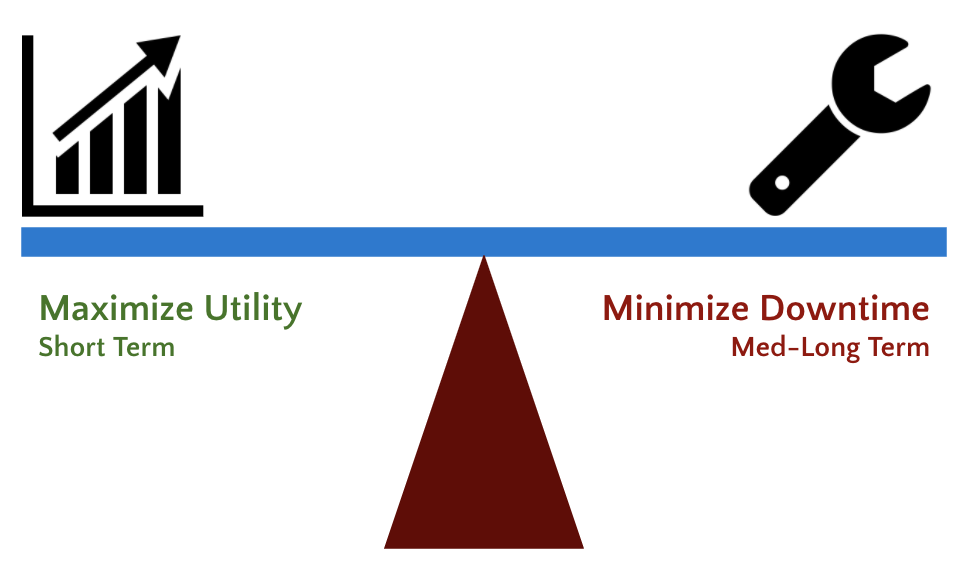 Maximize Utility
Short Term
Minimize Downtime
Med-Long Term